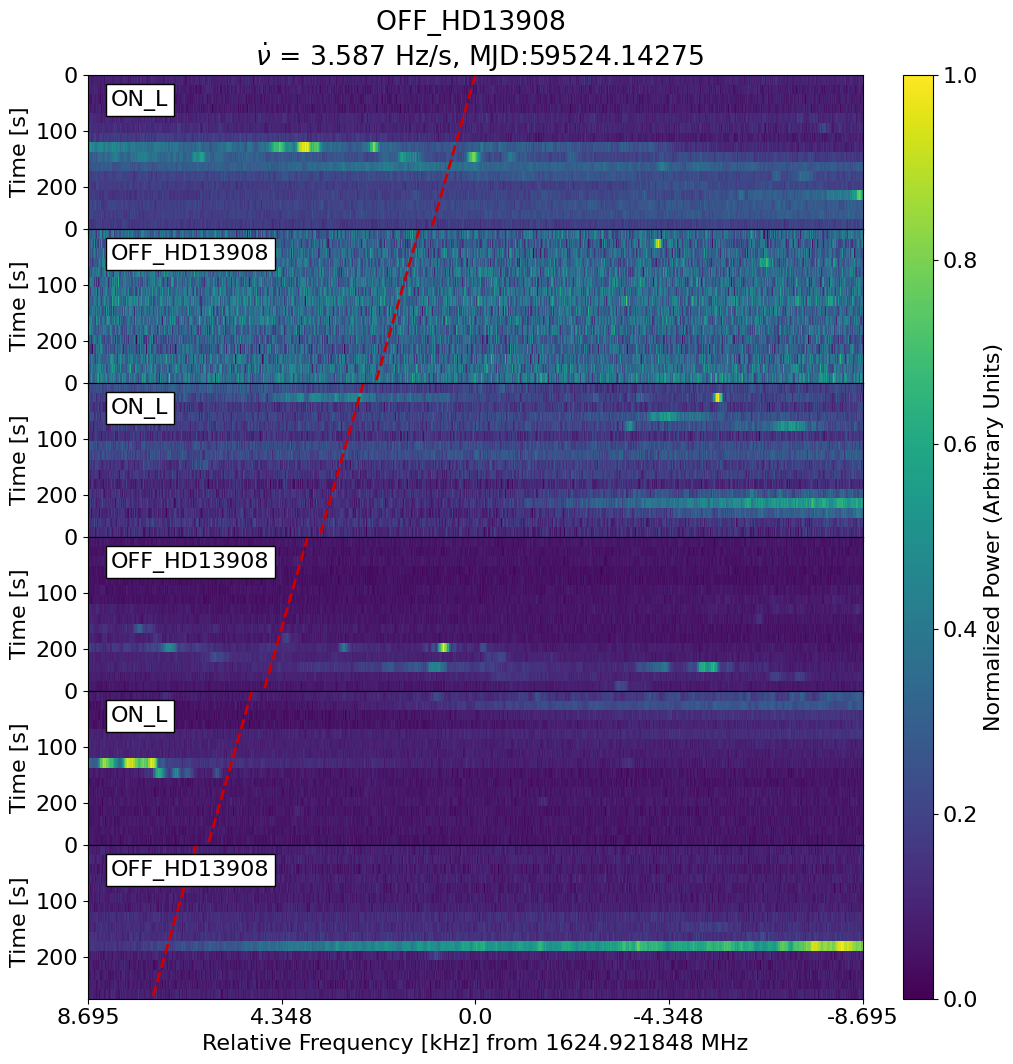 OFF_HD13908
ν̇ = 3.587 Hz/s, MJD:59524.14275
ON_L
OFF_HD13908
ON_L
OFF_HD13908
ON_L
OFF_HD13908
Time [s]
0
100
200
Time [s]
0
100
200
Time [s]
0
100
200
Time [s]
0
100
200
Time [s]
0
100
200
Time [s]
0
100
200
8.695 4.348 0.0 -4.348 -8.695
Relative Frequency [kHz] from 1624.921848 MHz
1.0
0.8
0.6
0.4
0.2
0.0
Normalized Power (Arbitrary Units)